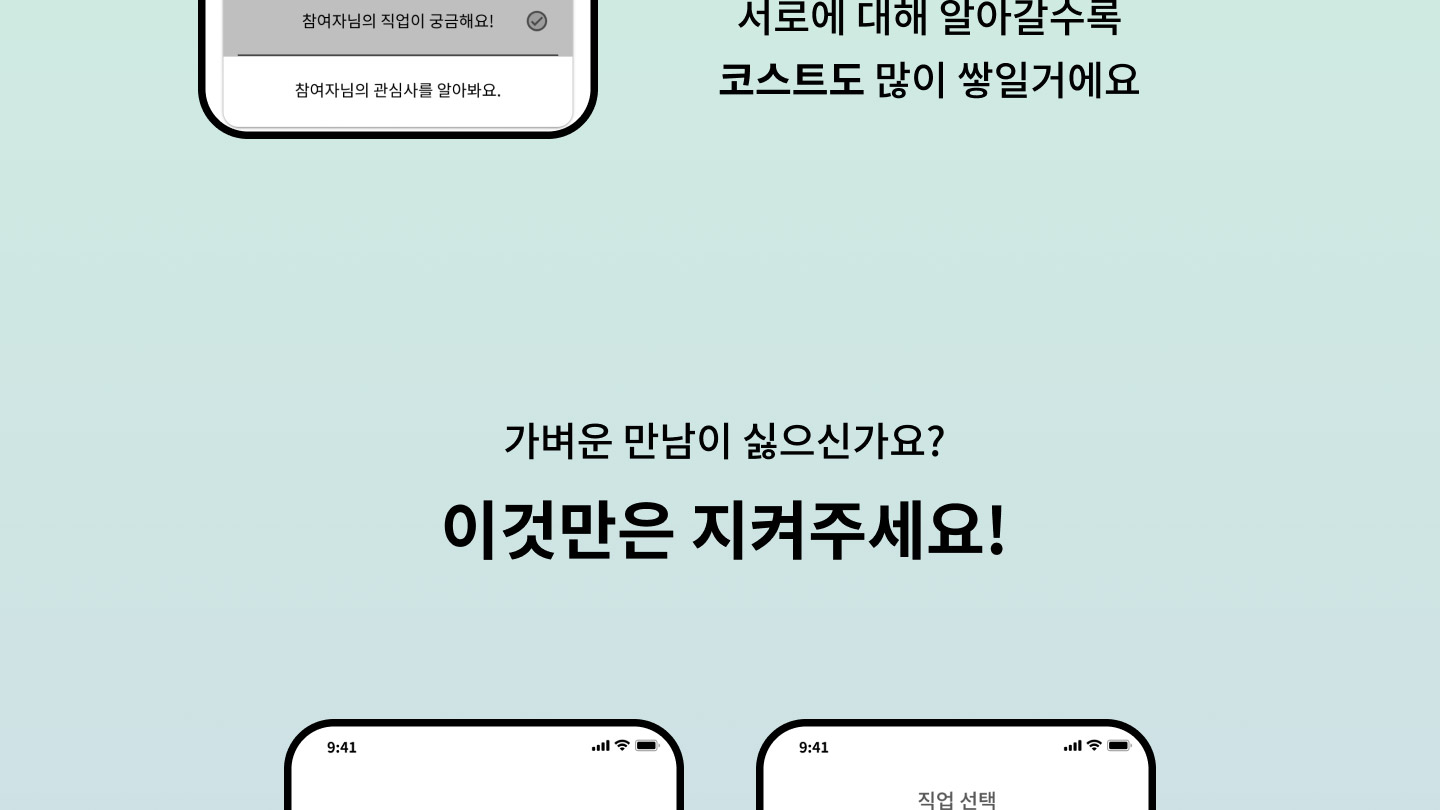 참여자님의 직업이 궁금해요!
참여자님의 관심사를 알아봐요.
서로에 대해 알아갈수록
코스트도 많이 쌓일거에요
가벼운 만남이 싫으신가요?
이것만은 지켜주세요!
9:41
9:41
직업 선택